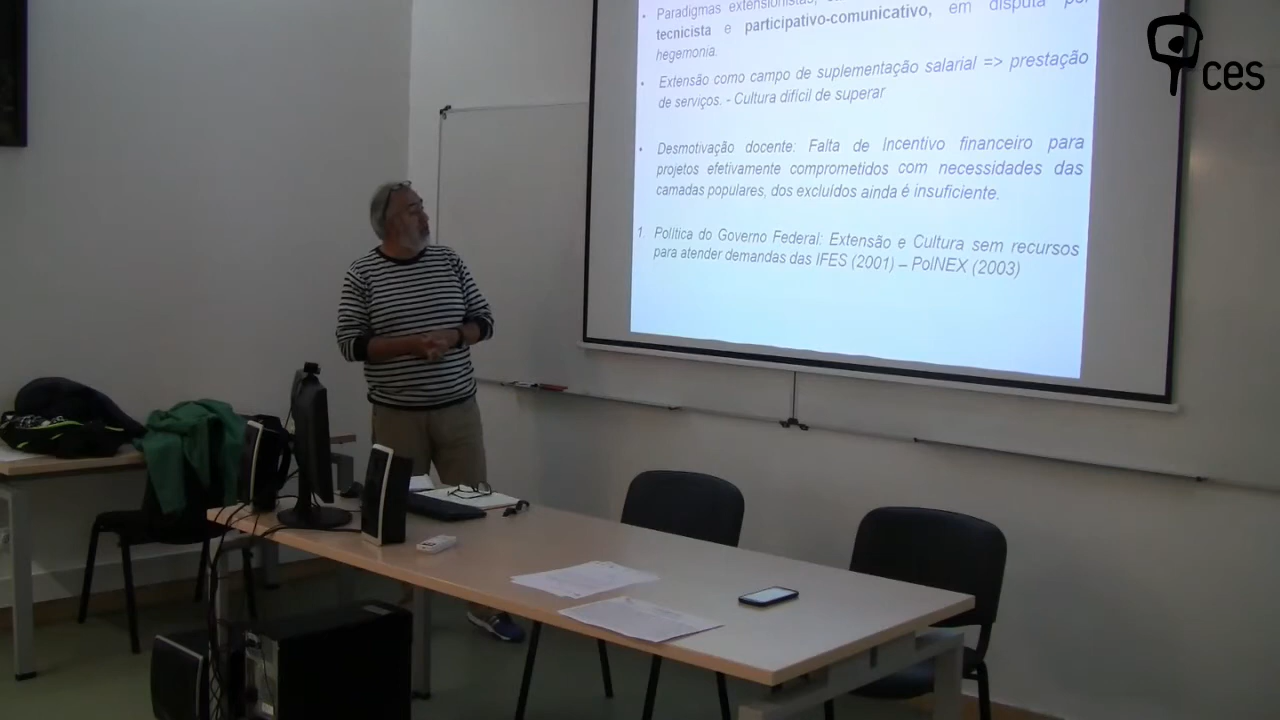 Paradigmas extensionistas,
tecnicista e participativo-comunicativo, em disputa por
hegemonia.
Extensão como campo de suplementação salarial => prestação
de serviços. - Cultura difícil de superar
Desmotivação docente: Falta de Incentivo financeiro para
projetos efetivamente comprometidos com necessidades das
camadas populares, dos excluídos ainda é insuficiente.
1. Política do Governo Federal: Extensão e Cultura sem recursos
para atender demandas das IFES (2001) – PolNEX (2003)
ces